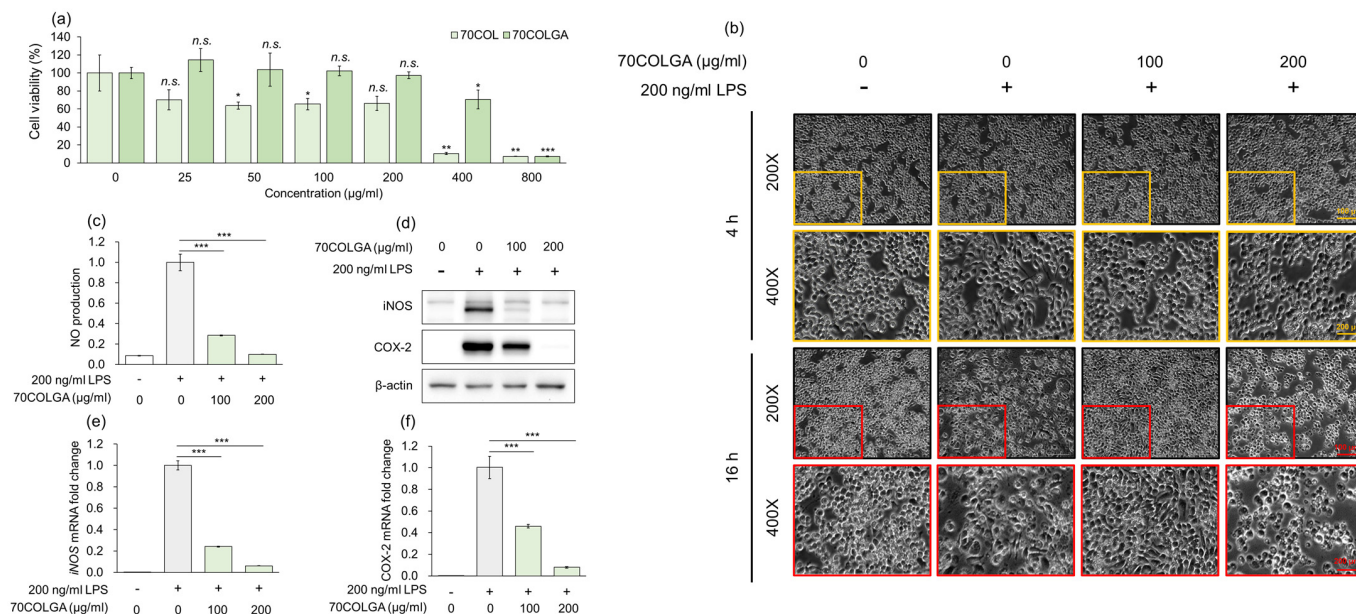 (a)
70COL 70COLGA
Cell viability (%)
140
120
100
80
60
40
20
0
n.s. n.s. * n.s. * n.s. n.s. ** * ** ***
0 25 50 100 200 400 800
Concentration (µg/ml)
(b)
70COLGA (µg/ml) 0 0 100 200
200 ng/ml LPS - + + +
4 h
200X
400X
16 h
200X
400X
(c)
NO production
1.2
1.0
0.8
0.6
0.4
0.2
0.0
***
***
200 ng/ml LPS - + + +
70COLGA (µg/ml) 0 0 100 200
(d)
70COLGA (µg/ml) 0 0 100 200
200 ng/ml LPS - + + +
iNOS
COX-2
β-actin
(e)
iNOS mRNA fold change
1.2
1.0
0.8
0.6
0.4
0.2
0.0
***
***
200 ng/ml LPS - + + +
70COLGA (µg/ml) 0 0 100 200
(f)
COX-2 mRNA fold change
1.2
1.0
0.8
0.6
0.4
0.2
0.0
***
***
200 ng/ml LPS - + + +
70COLGA (µg/ml) 0 0 100 200